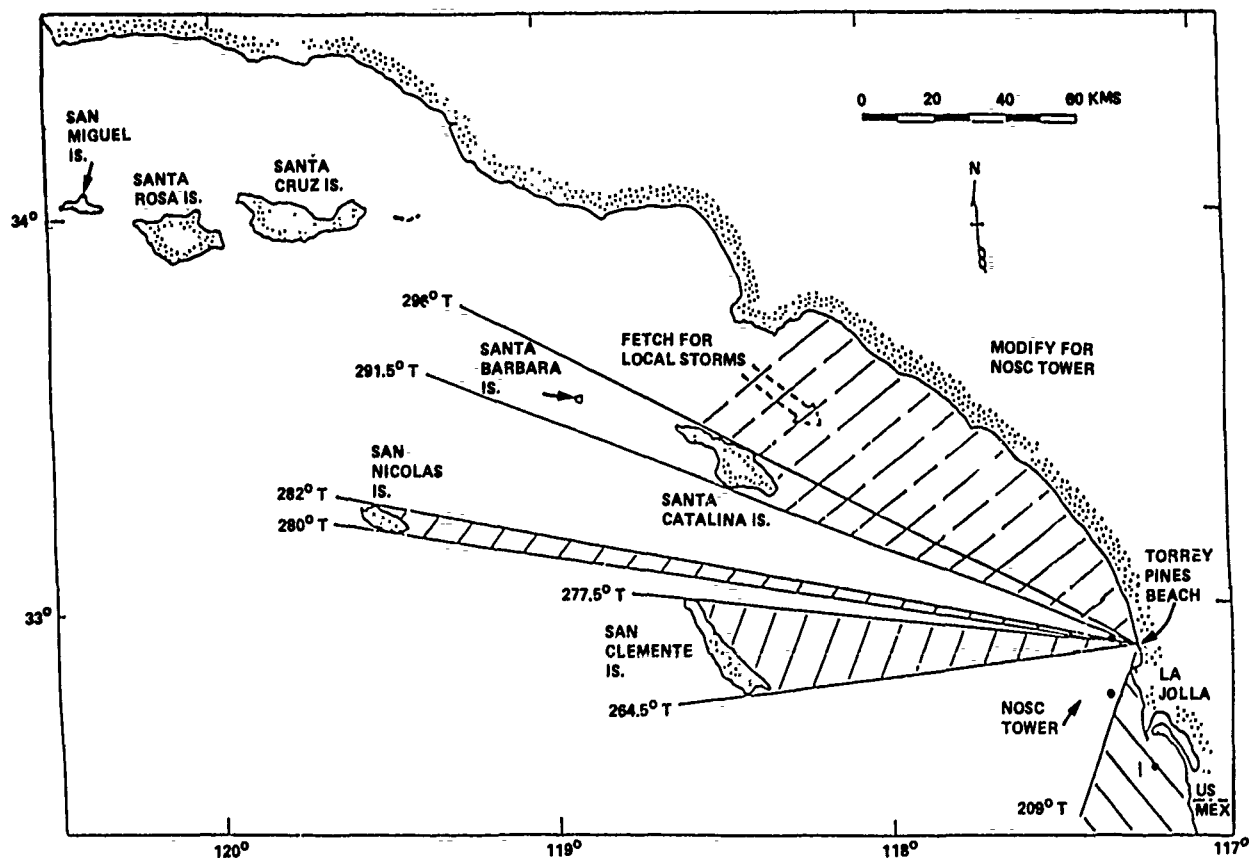 0 20 40 60 KMS
N
SAN
MIGUEL
IS.
SANTA
ROSA IS.
SANTA
CRUZ IS.
34°
296° T
291.5° T
SANTA
BARBARA
IS.
FETCH FOR
LOCAL STORMS
MODIFY FOR
NOSC TOWER
SAN
NICOLAS
IS.
282° T
280° T
SANTA
CATALINA IS.
277.5° T
33°
SAN
CLEMENTE
IS.
264.5° T
TORREY
PINES
BEACH
LA
JOLLA
NOSC
TOWER
209° T
US
MEX
120° 119° 118° 117°